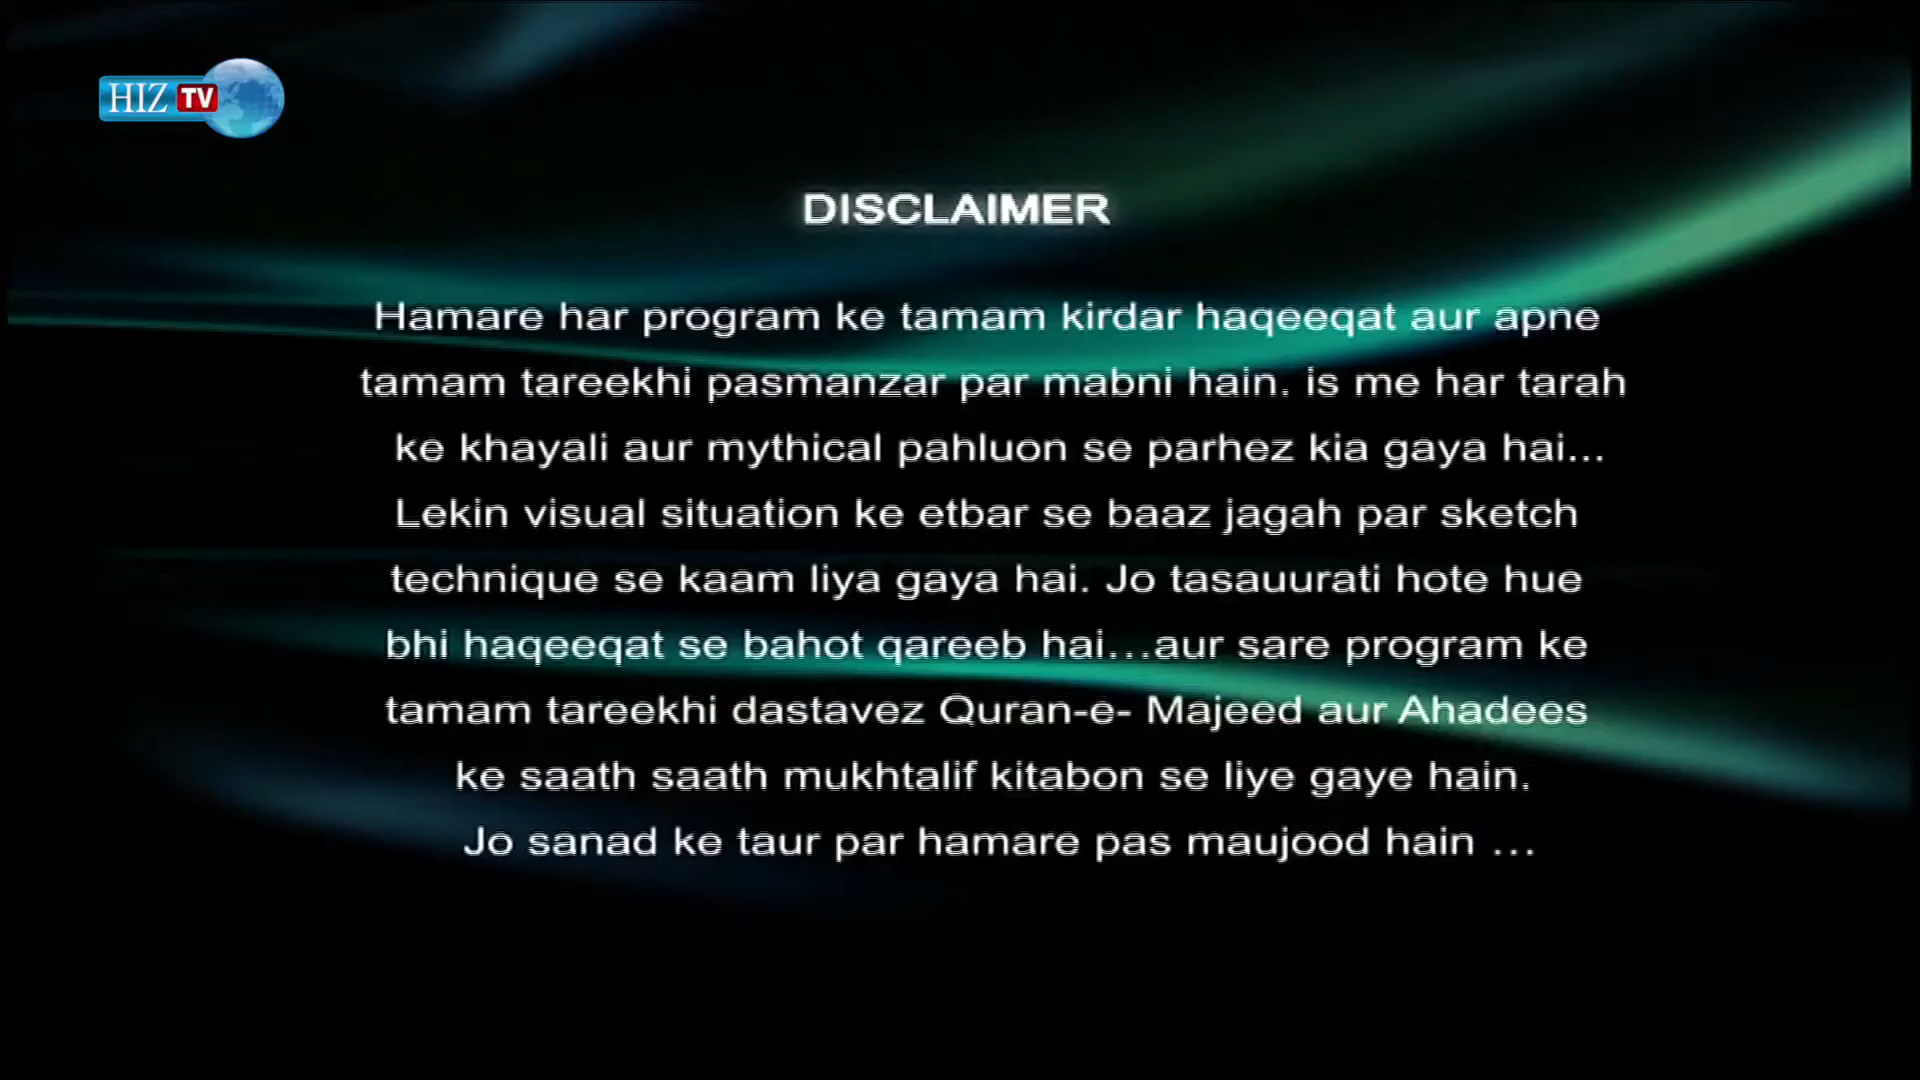 HIZ TV
DISCLAIMER
Hamare har program ke tamam kirdar haqeeqat aur apne
tamam tareekhi pasmanzar par mabni hain. is me har tarah
ke khayali aur mythical pahluon se parhez kia gaya hai...
Lekin visual situation ke etbar se baaz jagah par sketch
technique se kaam liya gaya hai. Jo tasauurati hote hue
bhi haqeeqat se bahot qareeb hai...aur sare program ke
tamam tareekhi dastavez Quran-e- Majeed aur Ahadees
ke saath saath mukhtalif kitabon se liye gaye hain.
Jo sanad ke taur par hamare pas maujood hain ...